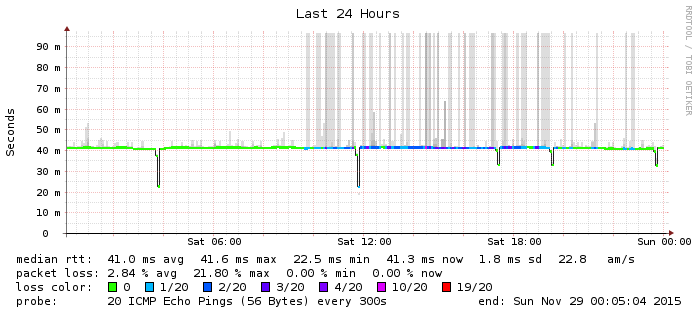 Last 24 Hours
RRDTOOL / TOBI OETIKER
Seconds
90 m
80 m
70 m
60 m
50 m
40 m
30 m
20 m
10 m
0
Sat 06:00 Sat 12:00 Sat 18:00 Sun 00:00
median rtt: 41.0 ms avg 41.6 ms max 22.5 ms min 41.3 ms now 1.8 ms sd 22.8 am/s
packet loss: 2.84 % avg 21.80 % max 0.00 % min 0.00 % now
loss color: 0 1/20 2/20 3/20 4/20 10/20 19/20
probe: 20 ICMP Echo Pings (56 Bytes) every 300s end: Sun Nov 29 00:05:04 2015